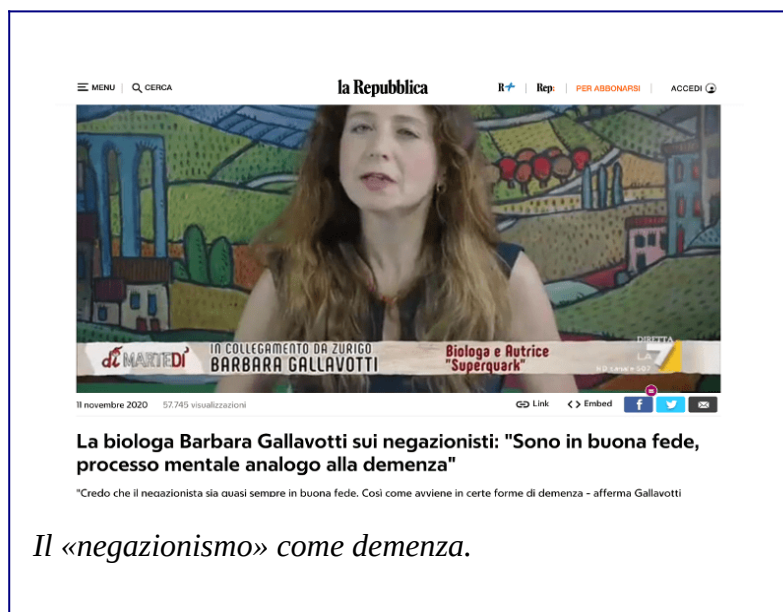 MENU CERCA la Repubblica R+ Rep: PER ABBONARSI ACCEDI
dì MARTEDÌ IN COLLEGAMENTO DA ZURIGO Biologa e Autrice DIRETTA
BARBARA GALLAVOTTI "Superquark" LA 7
11 novembre 2020 57.745 visualizzazioni Link Embed
La biologa Barbara Gallavotti sui negazionisti: "Sono in buona fede,
processo mentale analogo alla demenza"
"Credo che il negazionista sia quasi sempre in buona fede. Così come avviene in certe forme di demenza - afferma Gallavotti
Il «negazionismo» come demenza.